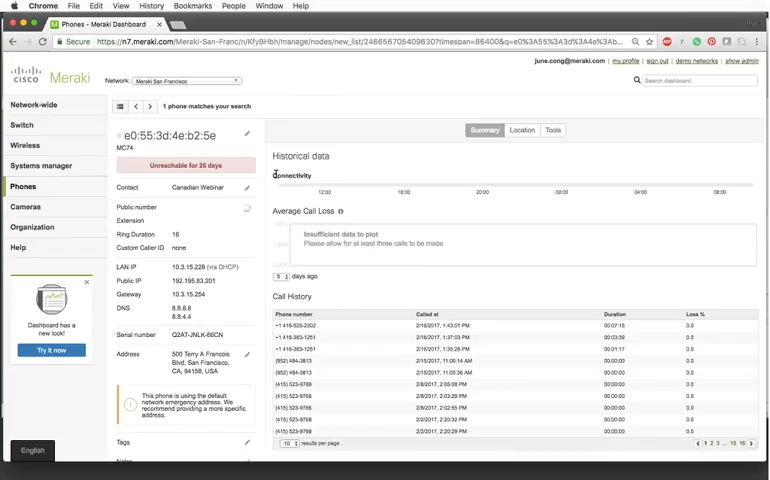 Chrome File Edit View History Bookmarks People Window Help
Phones - Meraki Dashboard
Secure https://n7.meraki.com/Meraki-San-Franc/n/KfyBHbh/manage/nodes/new_list/246656705409630?timespan=86400&q=e0%3A55%3A3d%3A4e%3Ab...
june.cong@meraki.com my profile sign out demo networks show admin
CISCO Meraki
Network: Meraki San Francisco
Search dashboard
Network-wide
Switch
Wireless
Systems manager
Phones
Cameras
Organization
Help
Dashboard has a
new look!
Try it now
English
1 phone matches your search
e0:55:3d:4e:b2:5e
MC74
Unreachable for 26 days
Contact Canadian Webinar
Public number
Extension
Ring Duration 16
Custom Caller ID none
LAN IP 10.3.15.228 (via DHCP)
Public IP 192.195.83.201
Gateway 10.3.15.254
DNS 8.8.8.8
8.8.4.4
Serial number Q2AT-JNLK-66CN
Address 500 Terry A Francois
Blvd, San Francisco,
CA, 94158, USA
This phone is using the default
network emergency address. We
recommend providing a more specific
address.
Tags
Notes
Summary Location Tools
Historical data
Connectivity
12:00 16:00 20:00 00:00 04:00 08:00
Average Call Loss
Insufficient data to plot
Please allow for at least three calls to be made
5 days ago
Call History
Phone number Called at Duration Loss %
+1 416-525-2302 2/16/2017, 1:43:01 PM 00:07:15 0.0
+1 416-383-1251 2/16/2017, 1:37:03 PM 00:03:39 0.0
+1 416-383-1251 2/16/2017, 1:35:28 PM 00:01:17 0.0
(952) 484-3813 2/15/2017, 11:06:14 AM 00:00:00 0.0
(952) 484-3813 2/15/2017, 11:05:36 AM 00:00:00 0.0
(415) 523-9769 2/8/2017, 2:05:08 PM 00:00:00 0.0
(415) 523-9768 2/8/2017, 2:03:29 PM 00:00:00 0.0
(415) 523-9766 2/8/2017, 2:02:55 PM 00:00:00 0.0
(415) 523-9768 2/2/2017, 2:20:32 PM 00:00:00 0.0
(415) 523-9768 2/2/2017, 2:20:29 PM 00:00:00 0.0
10 results per page 1 2 3 ... 15 16